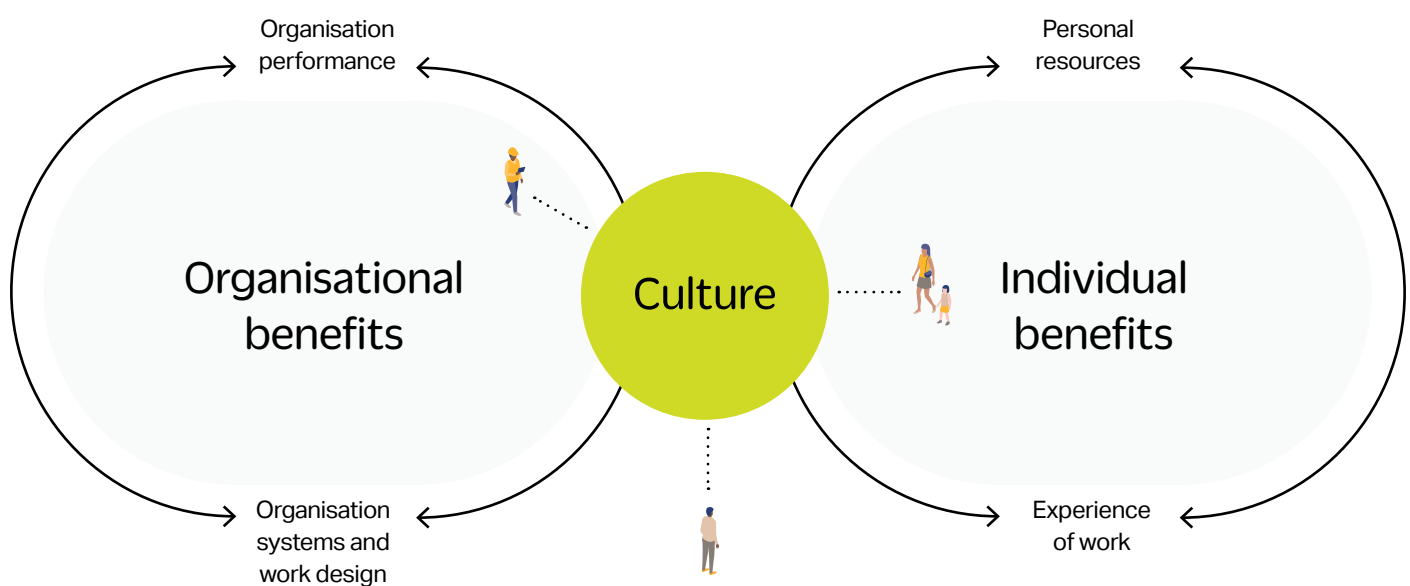 Organisation
performance
Personal
resources
Organisational
benefits
Culture
Individual
benefits
Organisation
systems and
work design
Experience
of work